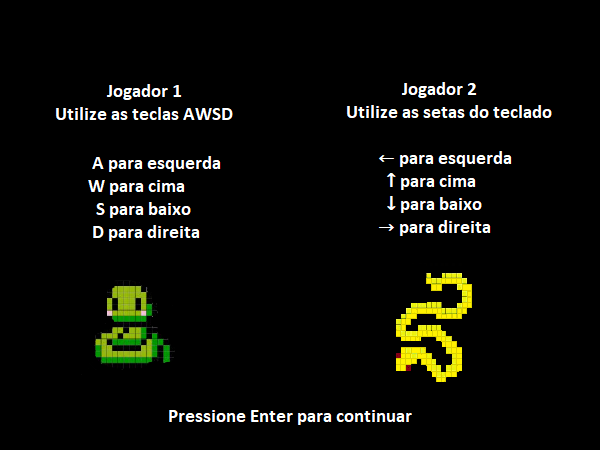 Jogador 1
Utilize as teclas AWSD
A para esquerda
W para cima
S para baixo
D para direita
Jogador 2
Utilize as setas do teclado
← para esquerda
↑ para cima
↓ para baixo
→ para direita
Pressione Enter para continuar